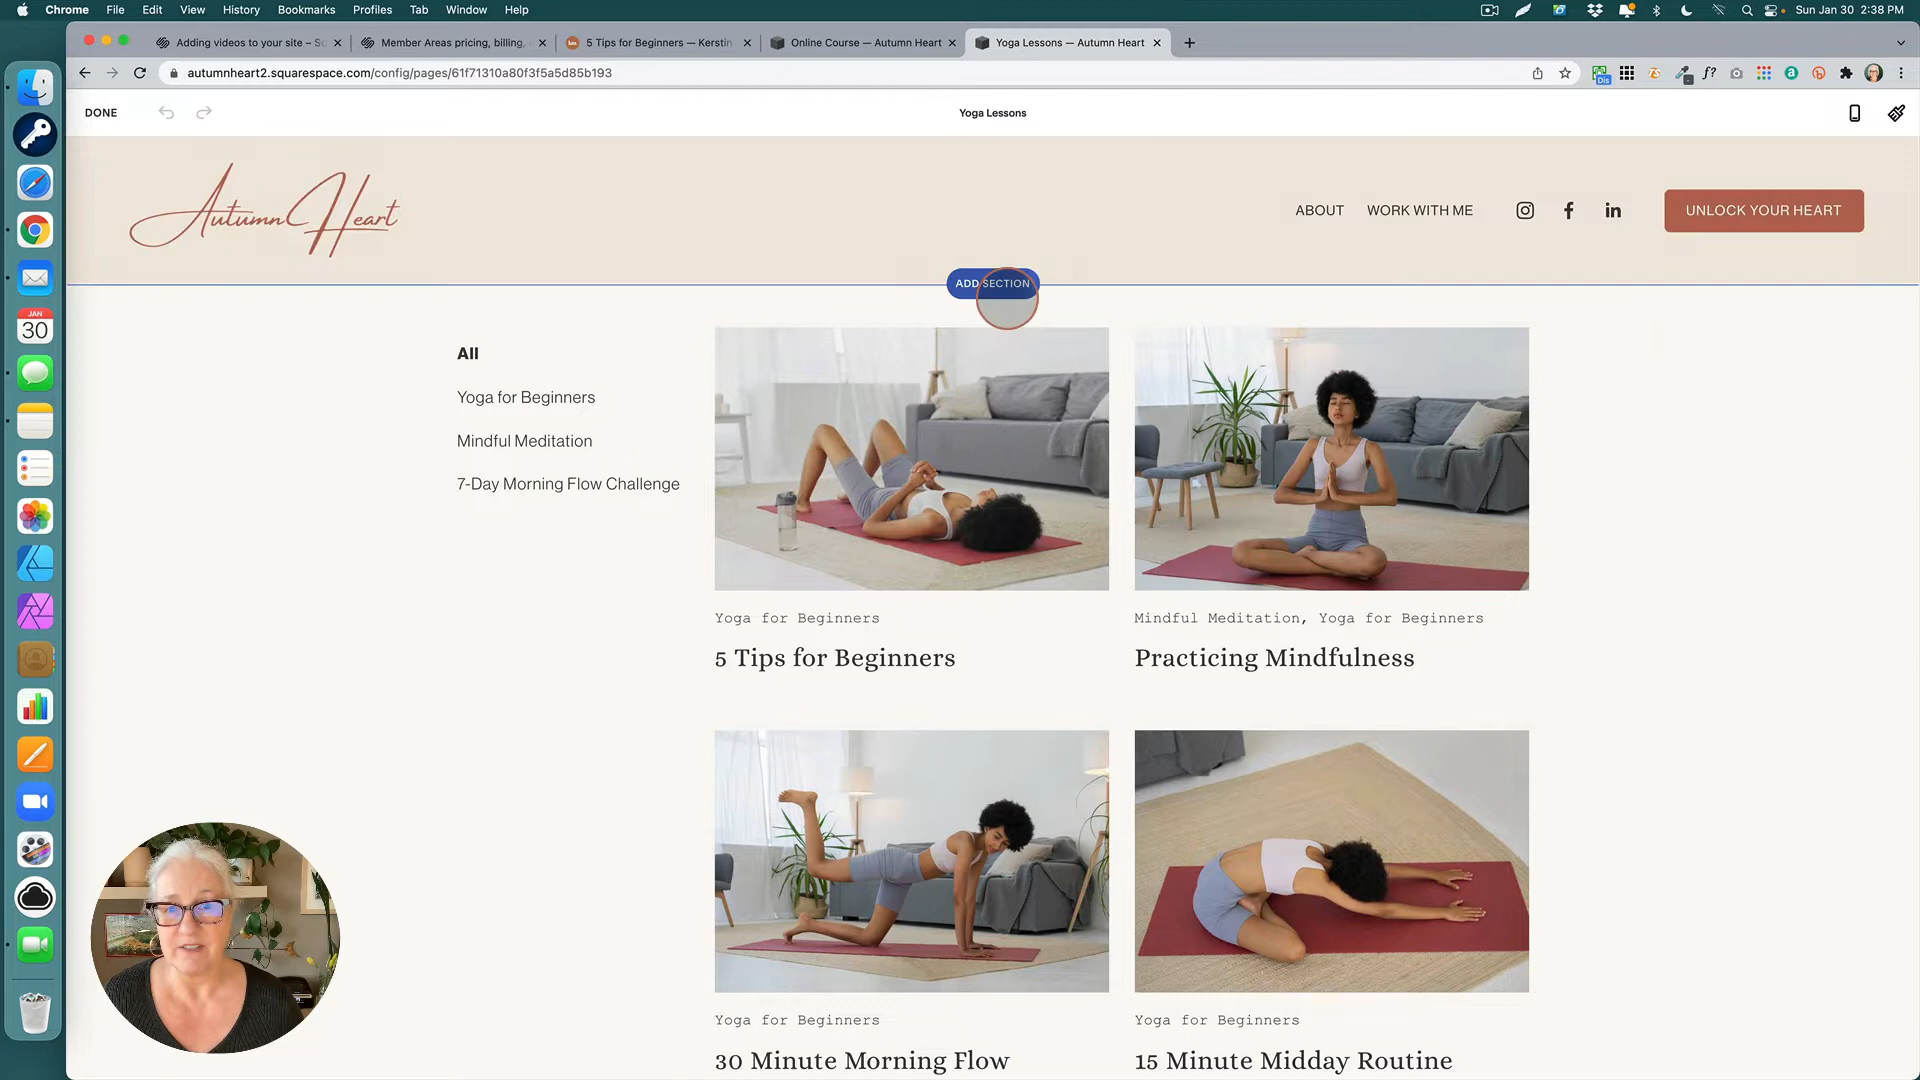 Chrome File Edit View History Bookmarks Profiles Tab Window Help
Sun Jan 30 2:38 PM
Adding videos to your site – Sq
Member Areas pricing, billing,
5 Tips for Beginners — Kerstin
Online Course — Autumn Heart
Yoga Lessons — Autumn Heart
autumnheart2.squarespace.com/config/pages/61f71310a80f3f5a5d85b193
Dis
f?
DONE
Yoga Lessons
Autumn Heart
ABOUT WORK WITH ME
UNLOCK YOUR HEART
ADD SECTION
JAN
30
All
Yoga for Beginners
Mindful Meditation
7-Day Morning Flow Challenge
Yoga for Beginners
5 Tips for Beginners
Mindful Meditation, Yoga for Beginners
Practicing Mindfulness
Yoga for Beginners
30 Minute Morning Flow
Yoga for Beginners
15 Minute Midday Routine